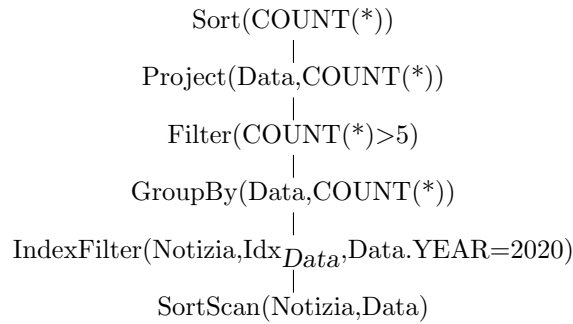 Sort(COUNT(*))
Project(Data,COUNT(*))
Filter(COUNT(*)>5)
GroupBy(Data,COUNT(*))
IndexFilter(Notizia,Idx_Data,Data.YEAR=2020)
SortScan(Notizia,Data)